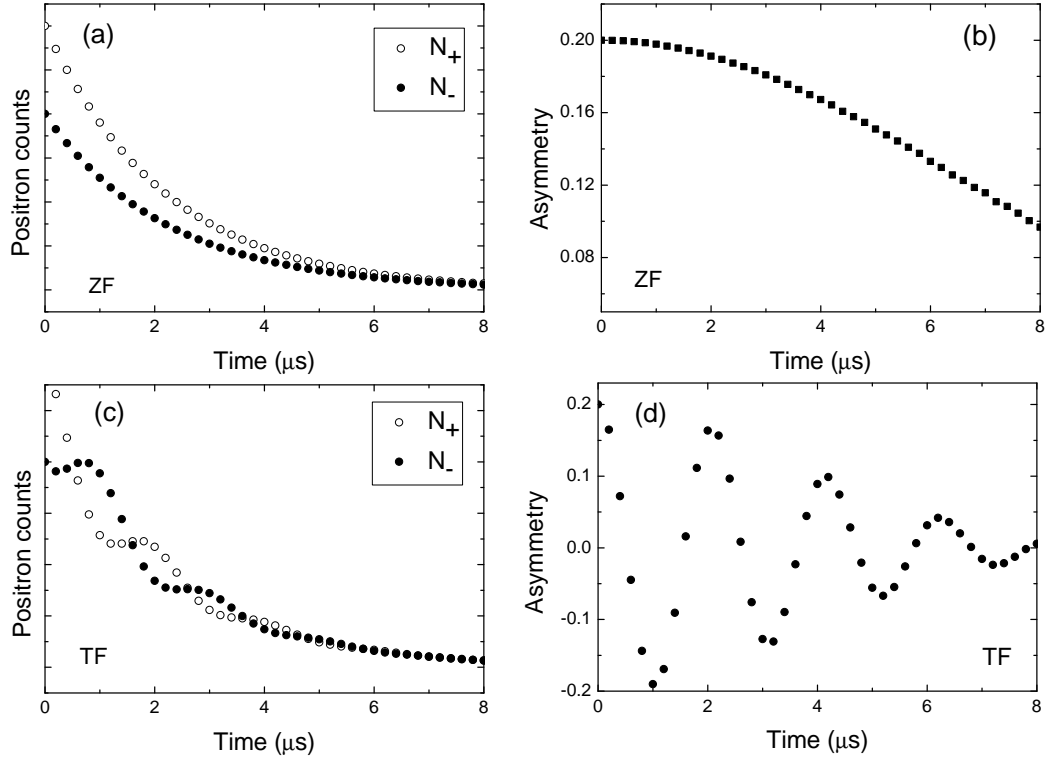 (a)
N+
N-
Positron counts
ZF
0 2 4 6 8
Time (μs)
(b)
0.20
0.16
0.12
0.08
Asymmetry
ZF
0 2 4 6 8
Time (μs)
(c)
N+
N-
Positron counts
TF
0 2 4 6 8
Time (μs)
(d)
0.2
0.1
0.0
-0.1
-0.2
Asymmetry
TF
0 2 4 6 8
Time (μs)